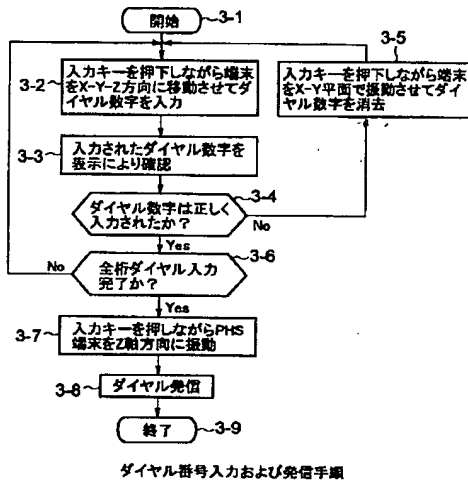 開始
3-1
3-2
入力キーを押下しながら端末
をX-Y-Z方向に移動させてダ
イヤル数字を入力
3-5
入力キーを押下しながら端末
をX-Y平面で振動させてダイ
ヤル数字を消去
3-3
入力されたダイヤル数字を
表示により確認
3-4
ダイヤル数字は正しく
入力されたか?
No
Yes
3-6
No
全桁ダイヤル入力
完了か?
Yes
3-7
入力キーを押しながらPHS
端末をZ軸方向に振動
3-8
ダイヤル発信
終了
3-9
ダイヤル番号入力および発信手順